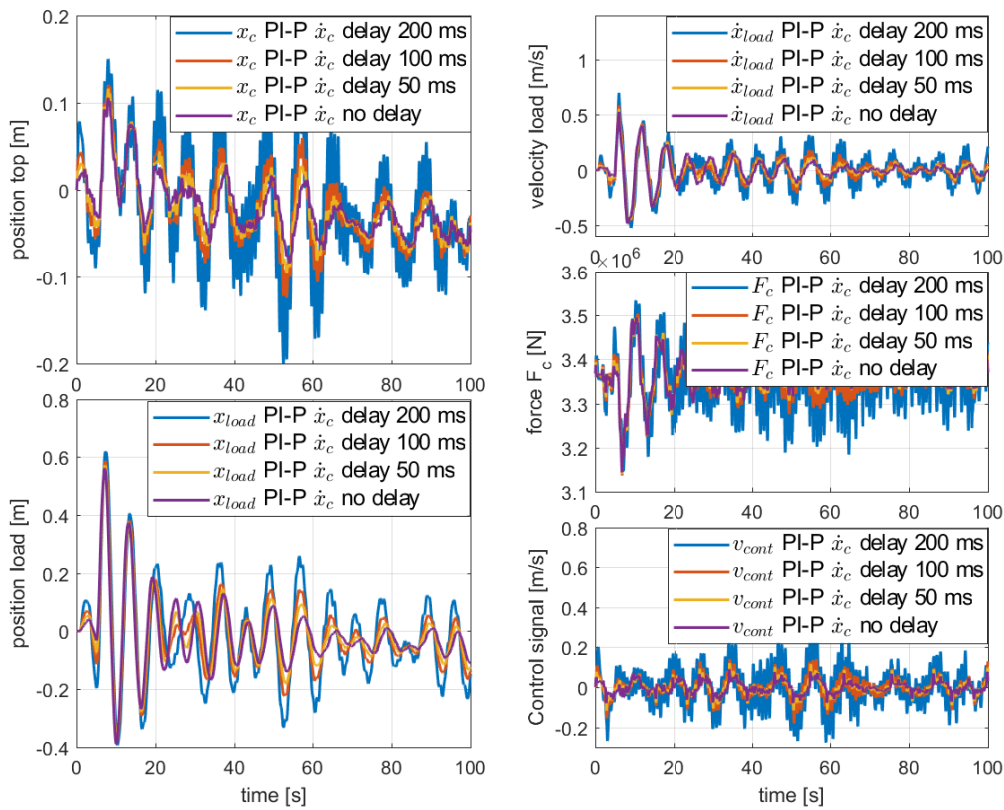 position top [m]
0.2
0.1
0
-0.1
-0.2
x_c PI-P ẋ_c delay 200 ms
x_c PI-P ẋ_c delay 100 ms
x_c PI-P ẋ_c delay 50 ms
x_c PI-P ẋ_c no delay
0 20 40 60 80 100
position load [m]
0.8
0.6
0.4
0.2
0
-0.2
-0.4
x_load PI-P ẋ_c delay 200 ms
x_load PI-P ẋ_c delay 100 ms
x_load PI-P ẋ_c delay 50 ms
x_load PI-P ẋ_c no delay
0 20 40 60 80 100
time [s]
velocity load [m/s]
1
0.5
0
-0.5
ẋ_load PI-P ẋ_c delay 200 ms
ẋ_load PI-P ẋ_c delay 100 ms
ẋ_load PI-P ẋ_c delay 50 ms
ẋ_load PI-P ẋ_c no delay
0 20 40 60 80 100
×10^6
force F_c [N]
3.6
3.5
3.4
3.3
3.2
3.1
F_c PI-P ẋ_c delay 200 ms
F_c PI-P ẋ_c delay 100 ms
F_c PI-P ẋ_c delay 50 ms
F_c PI-P ẋ_c no delay
0 20 40 60 80 100
Control signal [m/s]
0.8
0.6
0.4
0.2
0
-0.2
v_cont PI-P ẋ_c delay 200 ms
v_cont PI-P ẋ_c delay 100 ms
v_cont PI-P ẋ_c delay 50 ms
v_cont PI-P ẋ_c no delay
0 20 40 60 80 100
time [s]